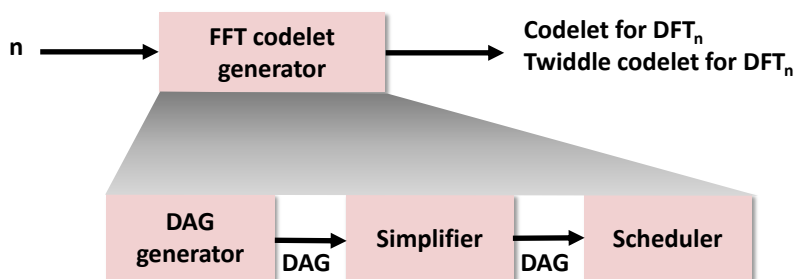 n
FFT codelet
generator
Codelet for DFTn
Twiddle codelet for DFTn
DAG
generator
DAG
Simplifier
DAG
Scheduler